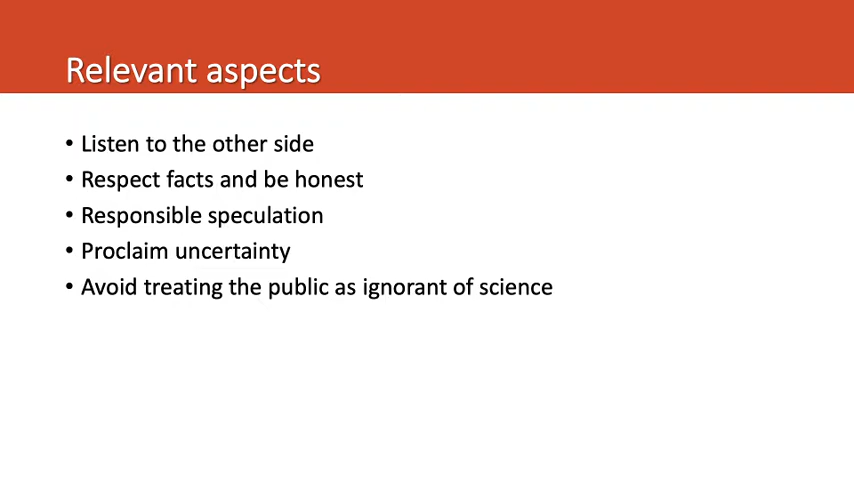 Relevant aspects
• Listen to the other side
• Respect facts and be honest
• Responsible speculation
• Proclaim uncertainty
• Avoid treating the public as ignorant of science